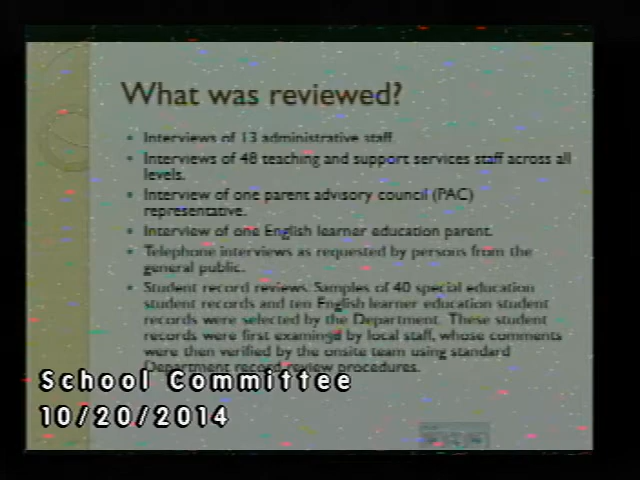 What was reviewed?
• Interviews of 13 administrative staff.
• Interviews of 48 teaching and support services staff across all
levels.
• Interview of one parent advisory council (PAC)
representative.
• Interview of one English learner education parent.
• Telephone interviews as requested by persons from the
general public.
• Student record reviews. Samples of 40 special education
student records and ten English learner education student
records were selected by the Department. These student
records were first examined by local staff, whose comments
were then verified by the onsite team using standard
Department record review procedures.
School Committee
10/20/2014